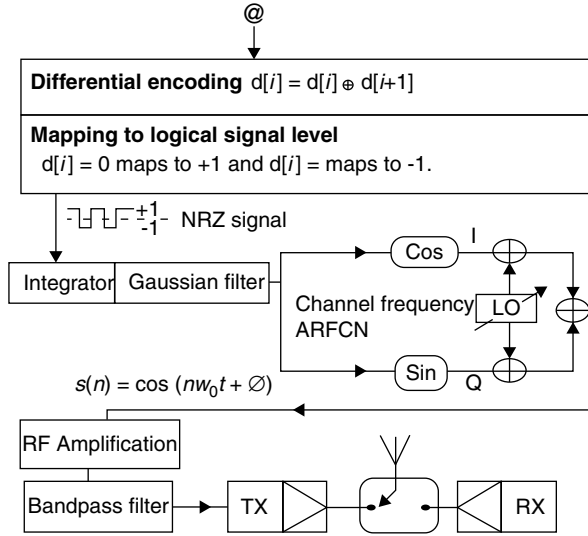 @
Differential encoding d[i] = d[i] ⊕ d[i+1]
Mapping to logical signal level
d[i] = 0 maps to +1 and d[i] = maps to -1.
+1
-1
NRZ signal
Integrator
Gaussian filter
Cos
I
Channel frequency
ARFCN
LO
Sin
Q
s(n) = cos (nw₀t + ∅)
RF Amplification
Bandpass filter
TX
RX